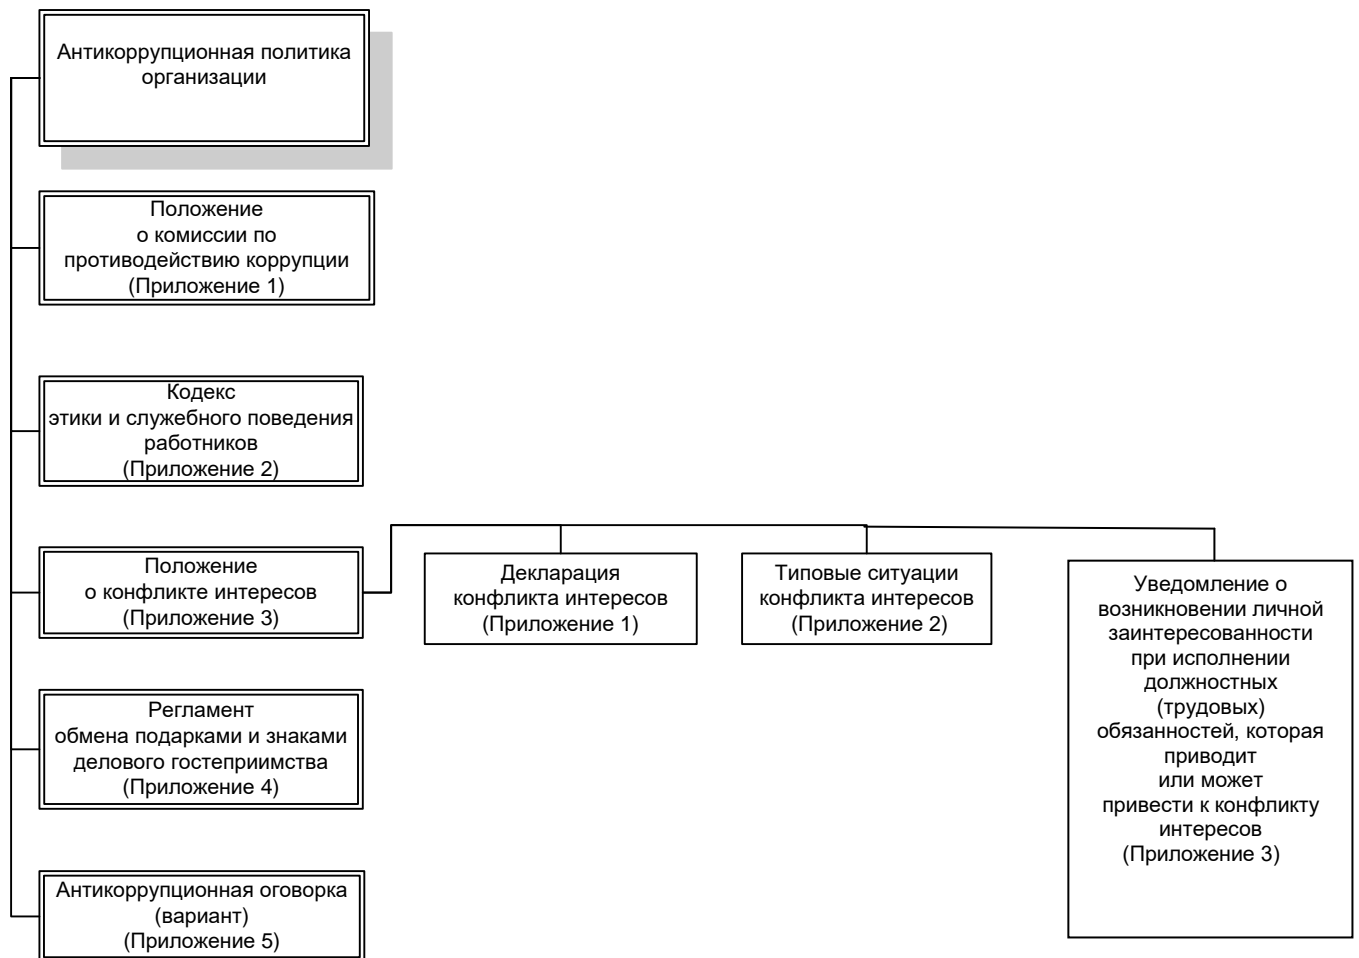 Антикоррупционная политика
организации
Положение
о комиссии по
противодействию коррупции
(Приложение 1)
Кодекс
этики и служебного поведения
работников
(Приложение 2)
Положение
о конфликте интересов
(Приложение 3)
Декларация
конфликта интересов
(Приложение 1)
Типовые ситуации
конфликта интересов
(Приложение 2)
Уведомление о
возникновении личной
заинтересованности
при исполнении
должностных
(трудовых)
обязанностей, которая
приводит
или может
привести к конфликту
интересов
(Приложение 3)
Регламент
обмена подарками и знаками
делового гостеприимства
(Приложение 4)
Антикоррупционная оговорка
(вариант)
(Приложение 5)